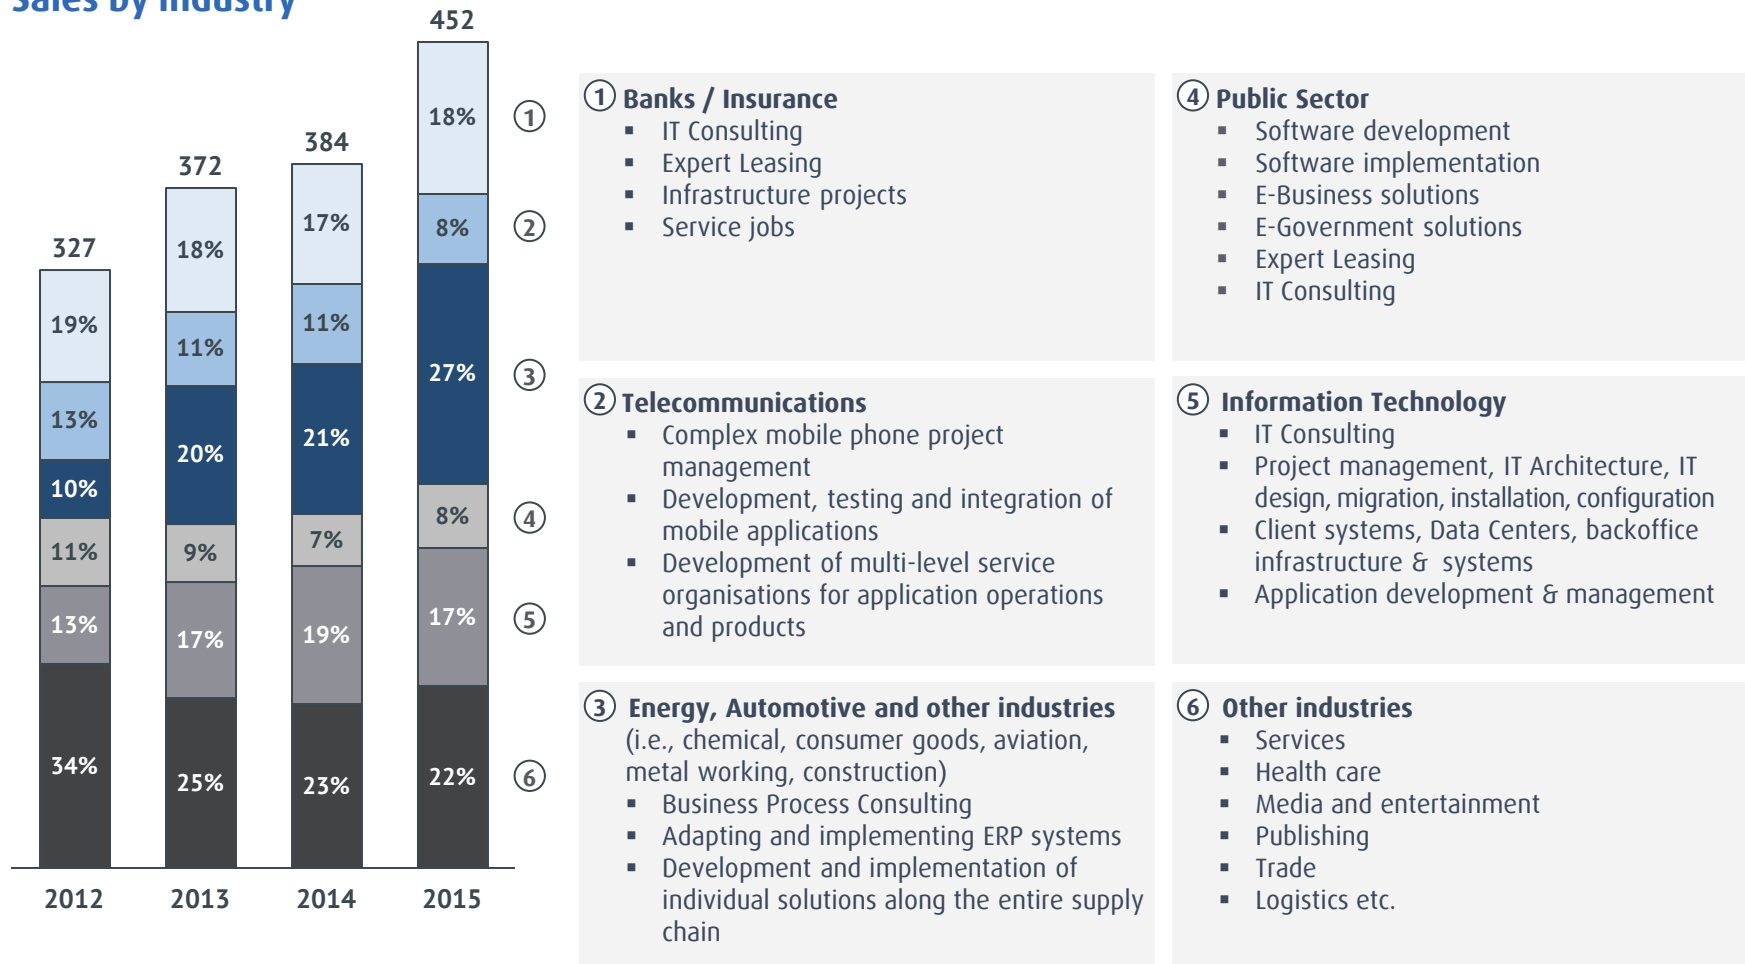 Sales by industry
452
384
372
327
18%
8%
27%
8%
17%
22%
17%
11%
21%
7%
19%
23%
18%
11%
20%
9%
17%
25%
19%
13%
10%
11%
13%
34%
2012 2013 2014 2015
1
2
3
4
5
6
1 Banks / Insurance
▪ IT Consulting
▪ Expert Leasing
▪ Infrastructure projects
▪ Service jobs
2 Telecommunications
▪ Complex mobile phone project
management
▪ Development, testing and integration of
mobile applications
▪ Development of multi-level service
organisations for application operations
and products
3 Energy, Automotive and other industries
(i.e., chemical, consumer goods, aviation,
metal working, construction)
▪ Business Process Consulting
▪ Adapting and implementing ERP systems
▪ Development and implementation of
individual solutions along the entire supply
chain
4 Public Sector
▪ Software development
▪ Software implementation
▪ E-Business solutions
▪ E-Government solutions
▪ Expert Leasing
▪ IT Consulting
5 Information Technology
▪ IT Consulting
▪ Project management, IT Architecture, IT
design, migration, installation, configuration
▪ Client systems, Data Centers, backoffice
infrastructure & systems
▪ Application development & management
6 Other industries
▪ Services
▪ Health care
▪ Media and entertainment
▪ Publishing
▪ Trade
▪ Logistics etc.